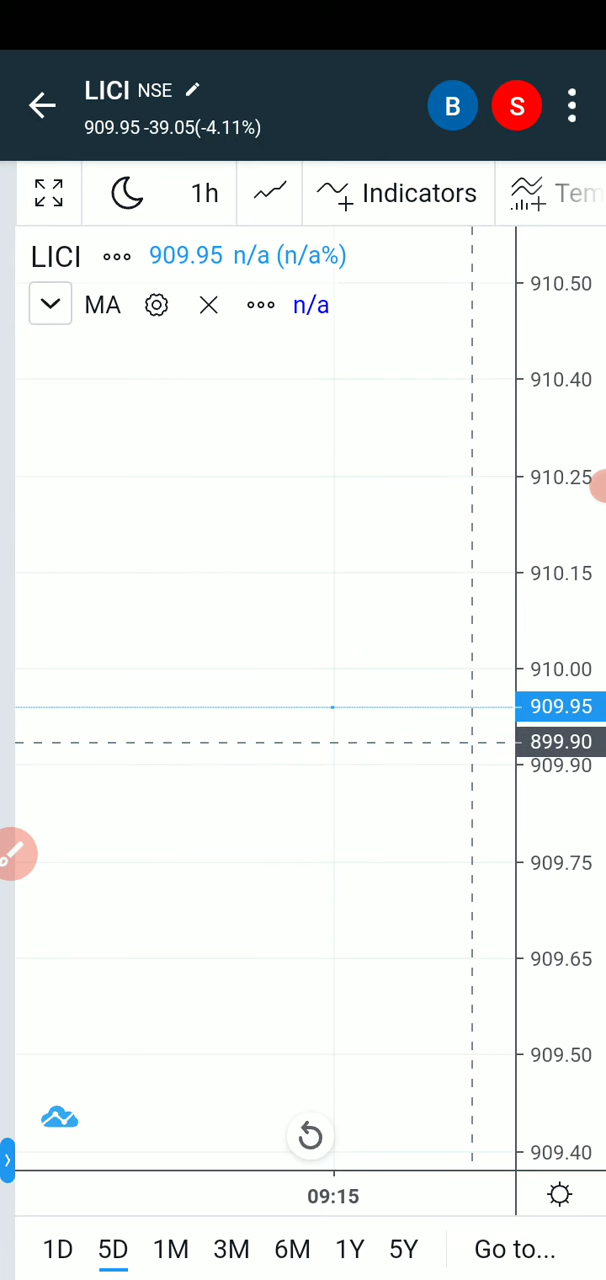 LICI NSE
B S
909.95 -39.05(-4.11%)
1h Indicators Tem
LICI 909.95 n/a (n/a%)
MA n/a
910.50
910.40
910.25
910.15
910.00
909.95
899.90
909.90
909.75
909.65
909.50
909.40
09:15
1D 5D 1M 3M 6M 1Y 5Y Go to...